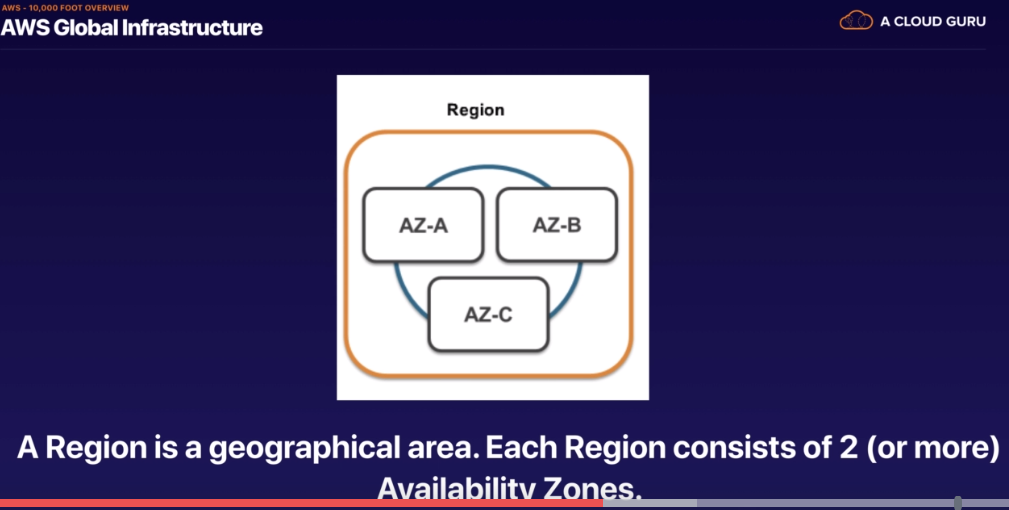 AWS - 10,000 FOOT OVERVIEW
AWS Global Infrastructure
A CLOUD GURU
Region
AZ-A
AZ-B
AZ-C
A Region is a geographical area. Each Region consists of 2 (or more)
Availability Zones.